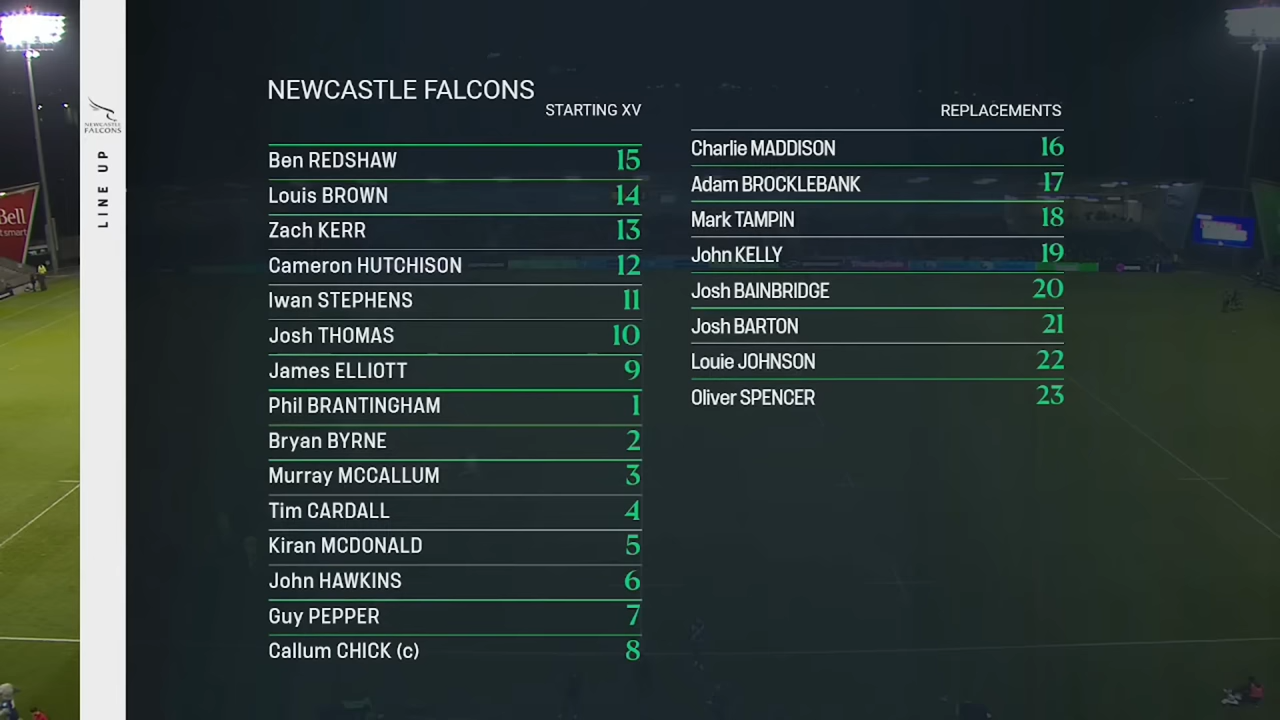 Bell
tsmart
NEWCASTLE
FALCONS
LINE UP
NEWCASTLE FALCONS
STARTING XV
Ben REDSHAW 15
Louis BROWN 14
Zach KERR 13
Cameron HUTCHISON 12
Iwan STEPHENS 11
Josh THOMAS 10
James ELLIOTT 9
Phil BRANTINGHAM 1
Bryan BYRNE 2
Murray MCCALLUM 3
Tim CARDALL 4
Kiran MCDONALD 5
John HAWKINS 6
Guy PEPPER 7
Callum CHICK (c) 8
REPLACEMENTS
Charlie MADDISON 16
Adam BROCKLEBANK 17
Mark TAMPIN 18
John KELLY 19
Josh BAINBRIDGE 20
Josh BARTON 21
Louie JOHNSON 22
Oliver SPENCER 23